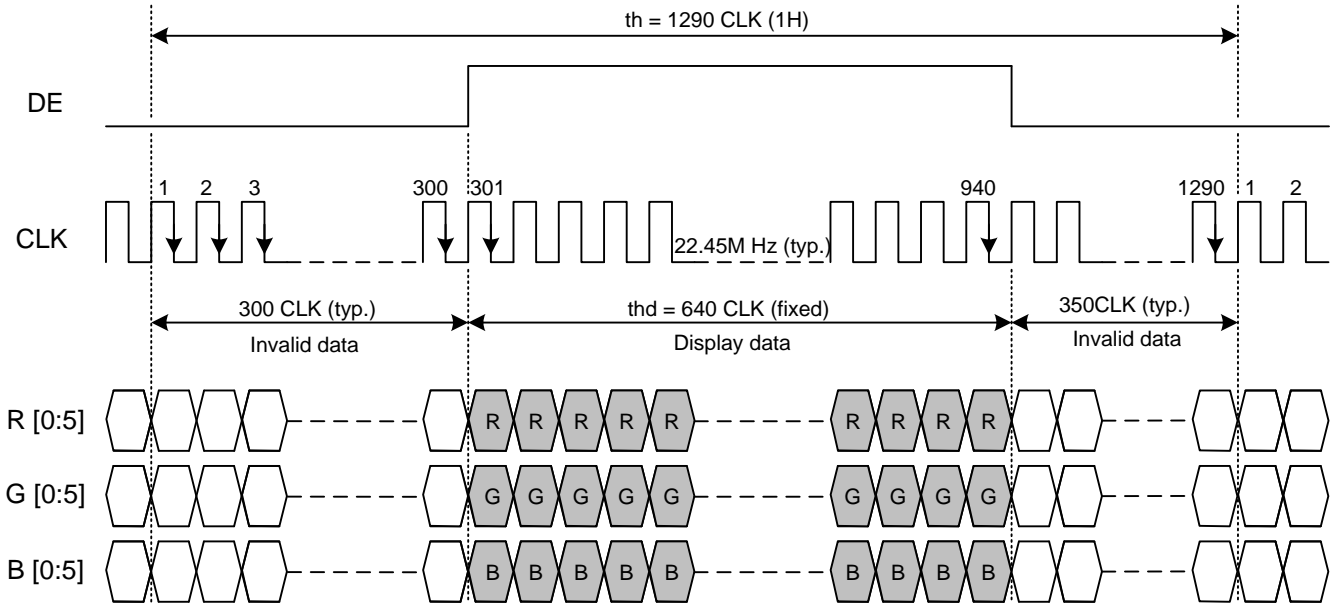 th = 1290 CLK (1H)
DE
1 2 3 300 301 940 1290 1 2
CLK
22.45M Hz (typ.)
300 CLK (typ.) thd = 640 CLK (fixed) 350CLK (typ.)
Invalid data Display data Invalid data
R [0:5] R R R R R R R R R
G [0:5] G G G G G G G G G
B [0:5] B B B B B B B B B